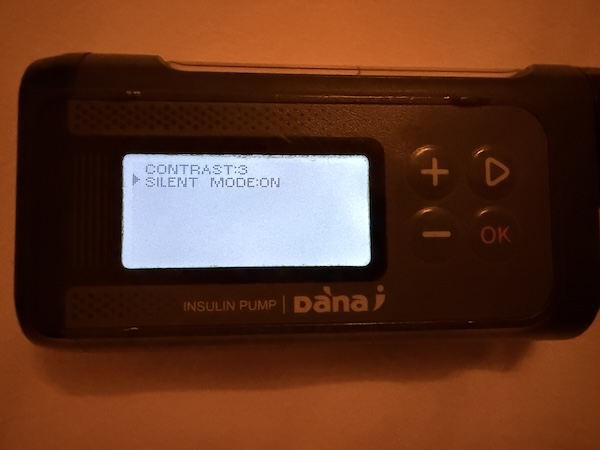 CONTRAST:3
SILENT MODE:ON
OK
INSULIN PUMP | Dana i